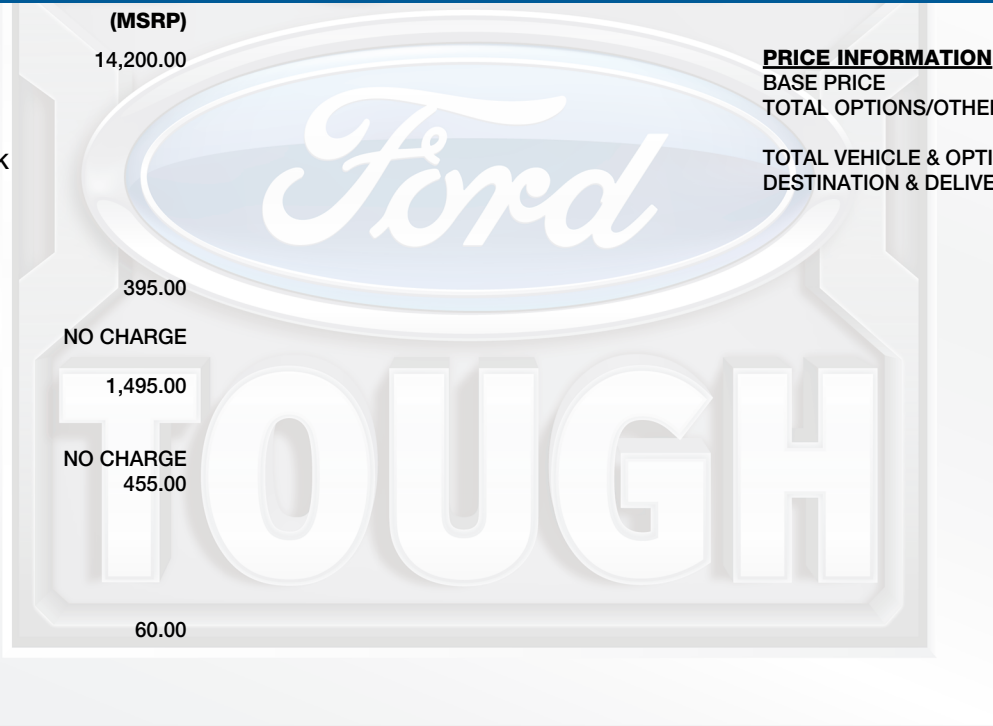 (MSRP)
14,200.00
K
395.00
NO CHARGE
1,495.00
NO CHARGE
455.00
60.00
PRICE INFORMATION
BASE PRICE
TOTAL OPTIONS/OTHER
TOTAL VEHICLE & OPTI
DESTINATION & DELIVE
Ford
TOUGH